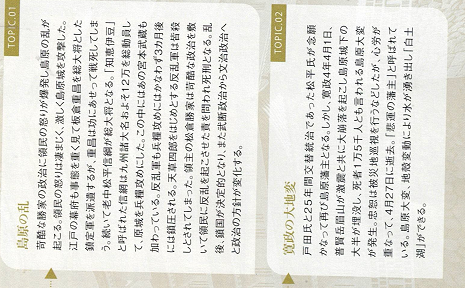 TOPIC.01
島原の乱
苛酷な勝家の政治に領民の怒りが爆発し島原の乱が
起こる。領民の怒りは凄まじく、激しく島原城を攻撃した。
江戸の幕府も事態を重く見て板倉重昌を総大将とした
鎮定軍を派遣するが、重昌は功にあせって戦死してしま
う。続いて老中松平信綱が総大将となる。「知恵伊豆」
と呼ばれた信綱は九州諸大名およそ12万を総動員し
て、原城を兵糧攻めにした。この中にはあの宮本武蔵も
加わっている。反乱軍も兵糧攻めにはかなわず3カ月後
には鎮圧される。天草四郎をはじめとする反乱軍は皆殺
しとされてしまった。領主の松倉勝家は苛酷な政治を敷
いて領民に反乱を起こさせた責を問われ死刑となる。乱
後、鎖国が決定的となり、また武断政治から文治政治へ
と政治の方針が変化する。
TOPIC.02
寛政の大地変
戸田氏と25年間交替統治であった松平氏が念願
かなって再び島原藩主となる。しかし、寛政4年4月1日、
普賢岳前山が激震と共に大崩落を起こし島原城下の
大半が埋没し、死者1万5千人とも言われる島原大変
が発生。忠恕は被災地巡視を行うなどしたが、心労が
重なって、4月27日に逝去。「悲運の藩主」と呼ばれて
いる。島原大変、地殻変動により水が湧き出し「白土
湖」ができる。